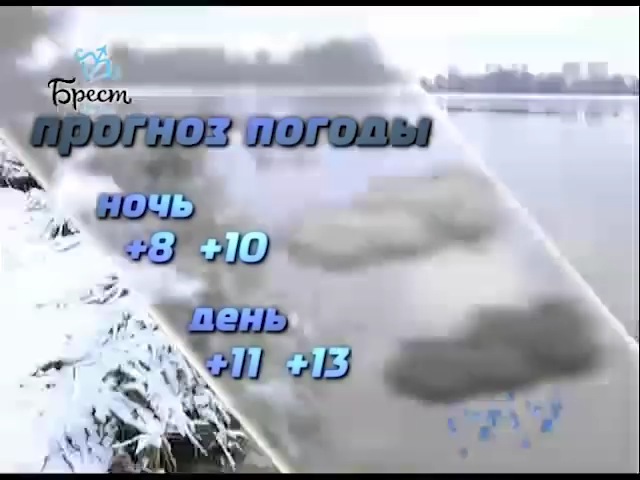 Брест
прогноз погоды
ночь
+8 +10
день
+11 +13